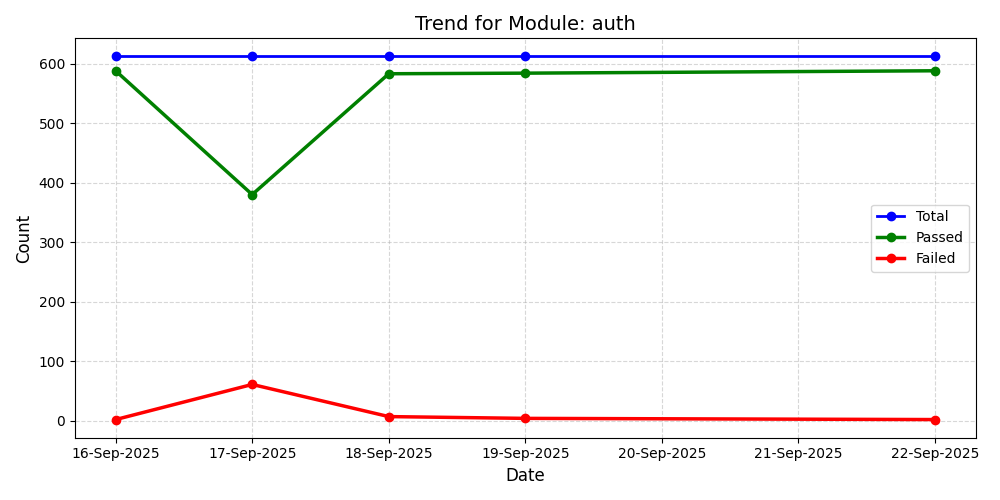 Trend for Module: auth
600
500
400
300
200
100
0
Count
Total
Passed
Failed
16-Sep-2025 17-Sep-2025 18-Sep-2025 19-Sep-2025 20-Sep-2025 21-Sep-2025 22-Sep-2025
Date